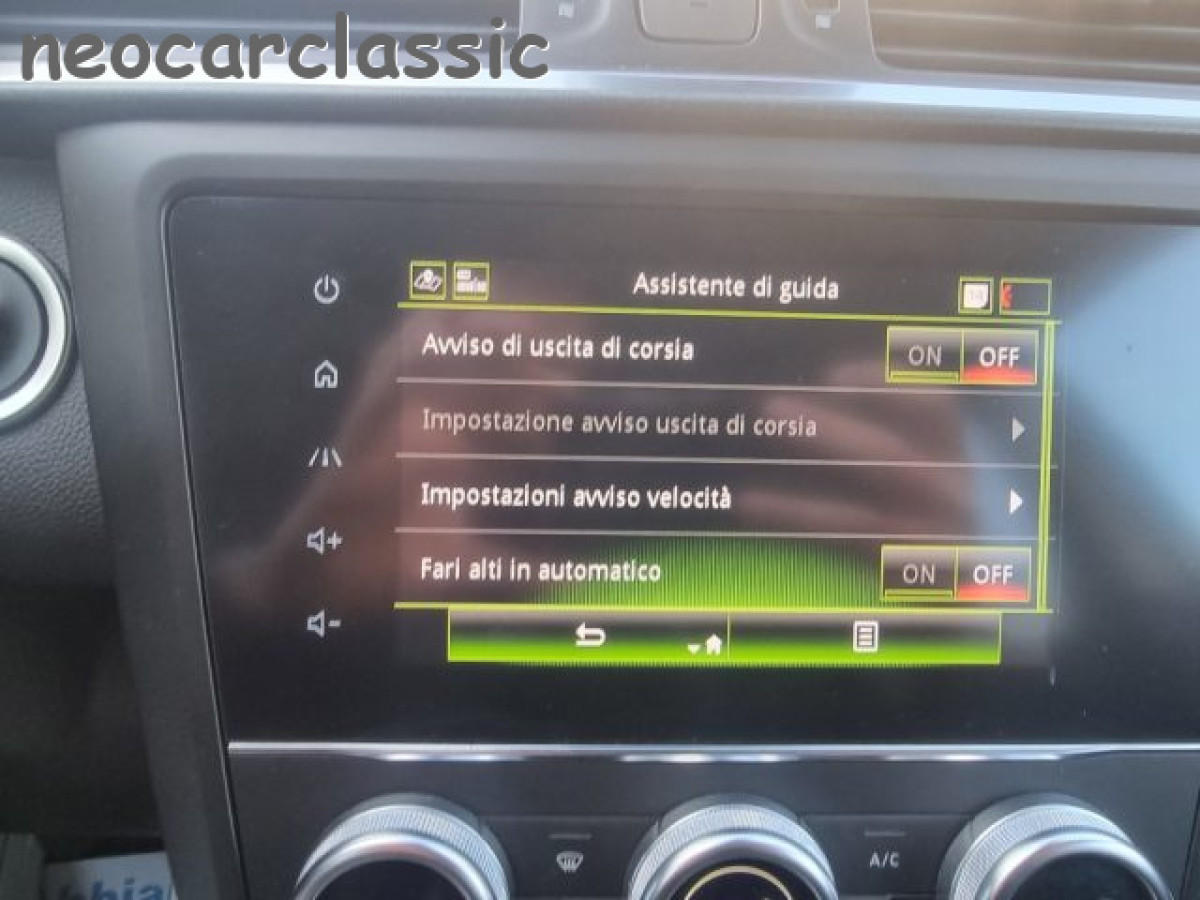 neocarclassic
Assistente di guida
Avviso di uscita di corsia
ON OFF
Impostazione avviso uscita di corsia
Impostazioni avviso velocità
Fari alti in automatico
ON OFF
A/C